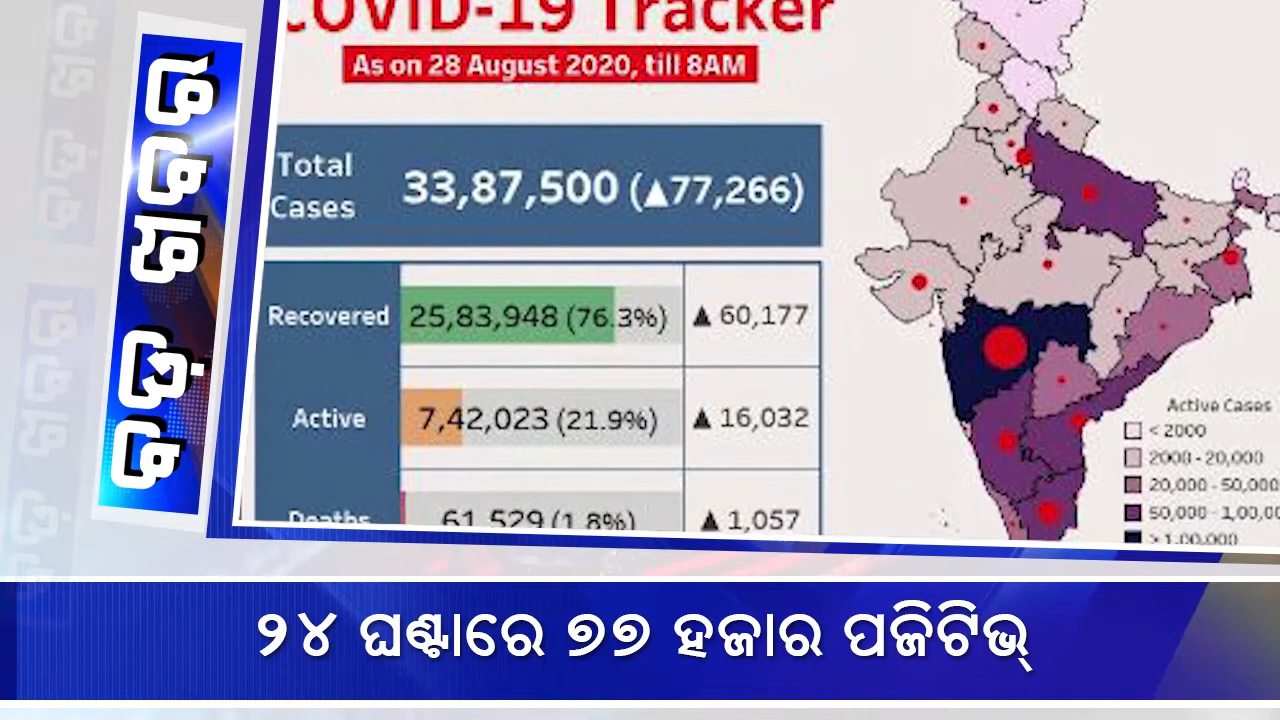 ବଡ଼ ଖବର
COVID-19 Tracker
As on 28 August 2020, till 8AM
Total Cases 33,87,500 (▲77,266)
Recovered 25,83,948 (76.3%) ▲ 60,177
Active 7,42,023 (21.9%) ▲ 16,032
Deaths 61,529 (1.8%) ▲ 1,057
Active Cases
< 2000
2000 - 20,000
20,000 - 50,000
50,000 - 1,00,00
> 1,00,000
୨୪ ଘଣ୍ଟାରେ ୭୭ ହଜାର ପଜିଟିଭ୍